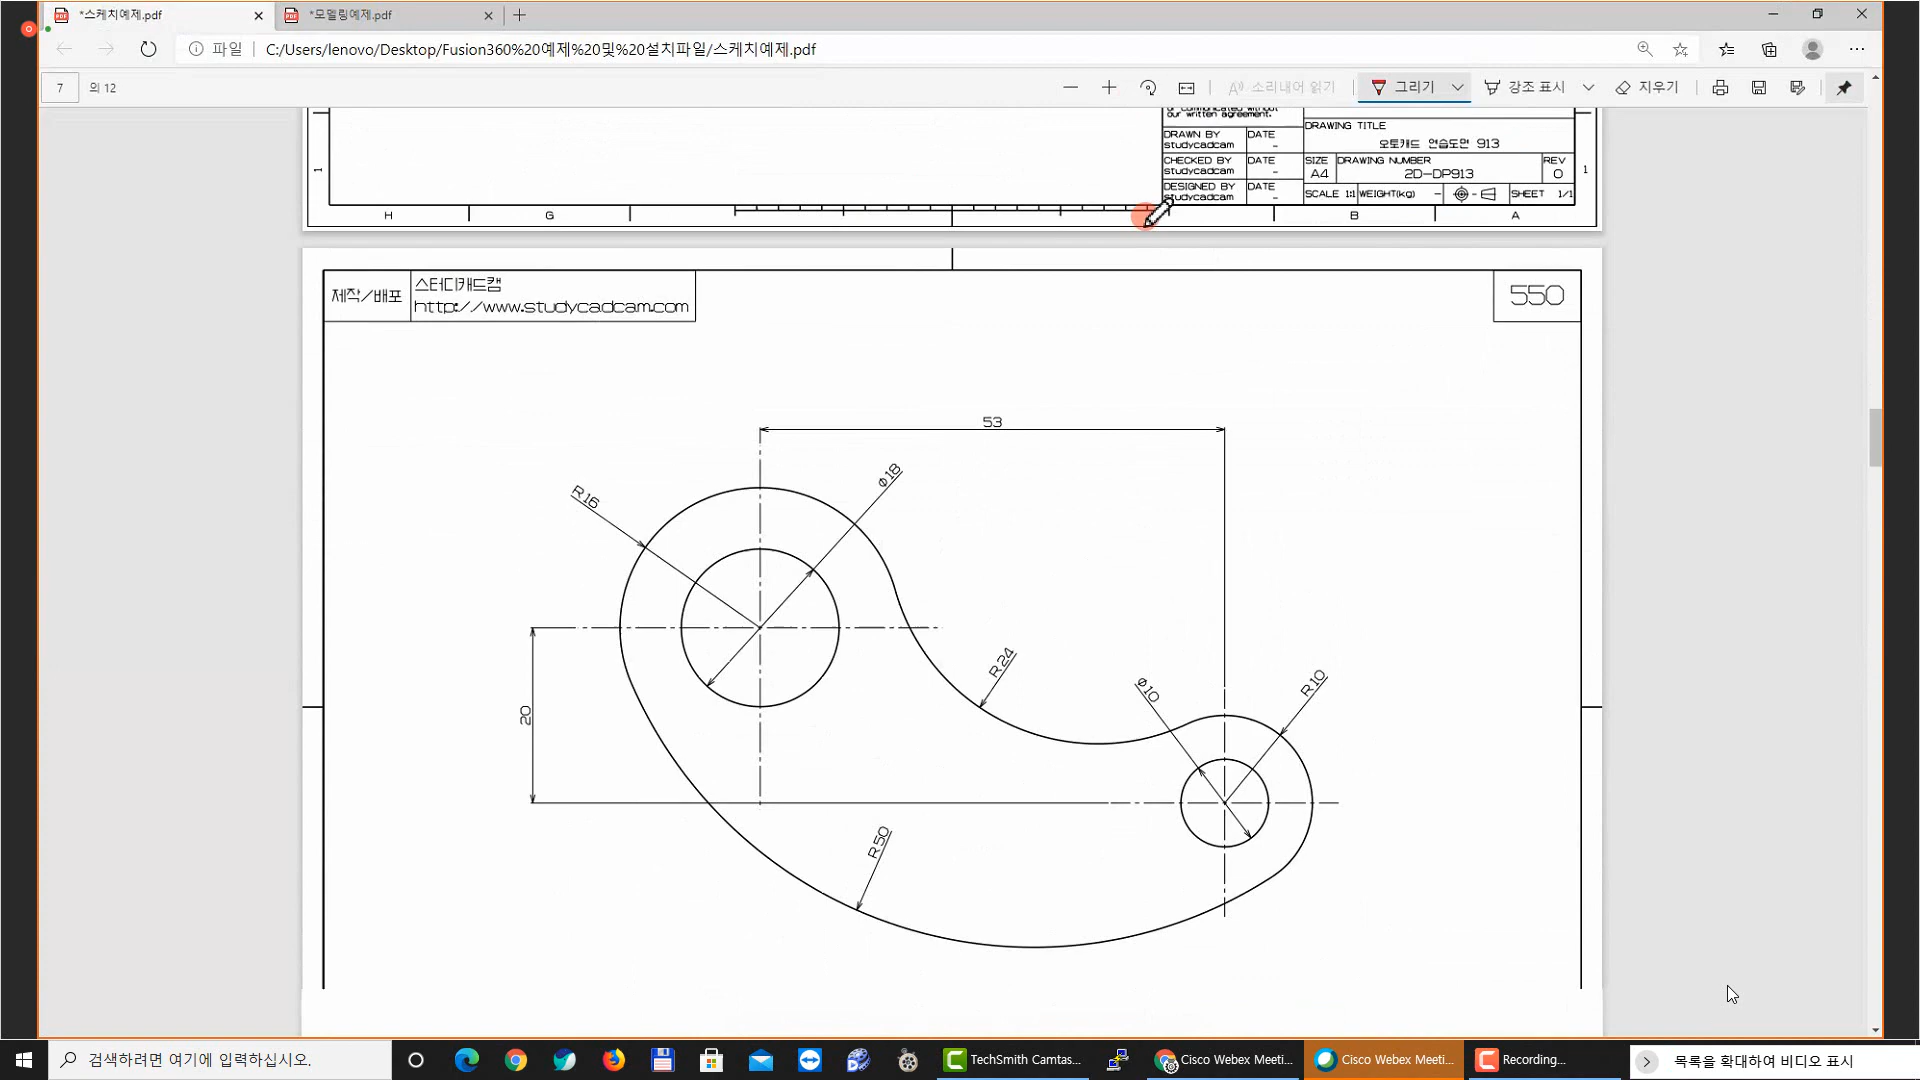 *스케치예제.pdf
*모델링예제.pdf
파일
C:/Users/lenovo/Desktop/Fusion360%20예제%20및%20설치파일/스케치예제.pdf
7
의 12
소리내어 읽기
그리기
강조 표시
지우기
our written agreement.
DRAWN BY
studycadcam
DATE
-
CHECKED BY
studycadcam
DATE
-
DESIGNED BY
studycadcam
DATE
-
DRAWING TITLE
오토캐드 연습도면 913
SIZE
A4
DRAWING NUMBER
2D-DP913
REV
0
SCALE 1:1
WEIGHT(kg)
-
SHEET 1/1
1
1
H
G
B
A
제작/배포
스터디캐드캠
http://www.studycadcam.com
550
53
R16
φ18
R24
φ10
R10
20
R50
검색하려면 여기에 입력하십시오.
TechSmith Camtas...
Cisco Webex Meeti...
Cisco Webex Meeti...
Recording...
목록을 확대하여 비디오 표시